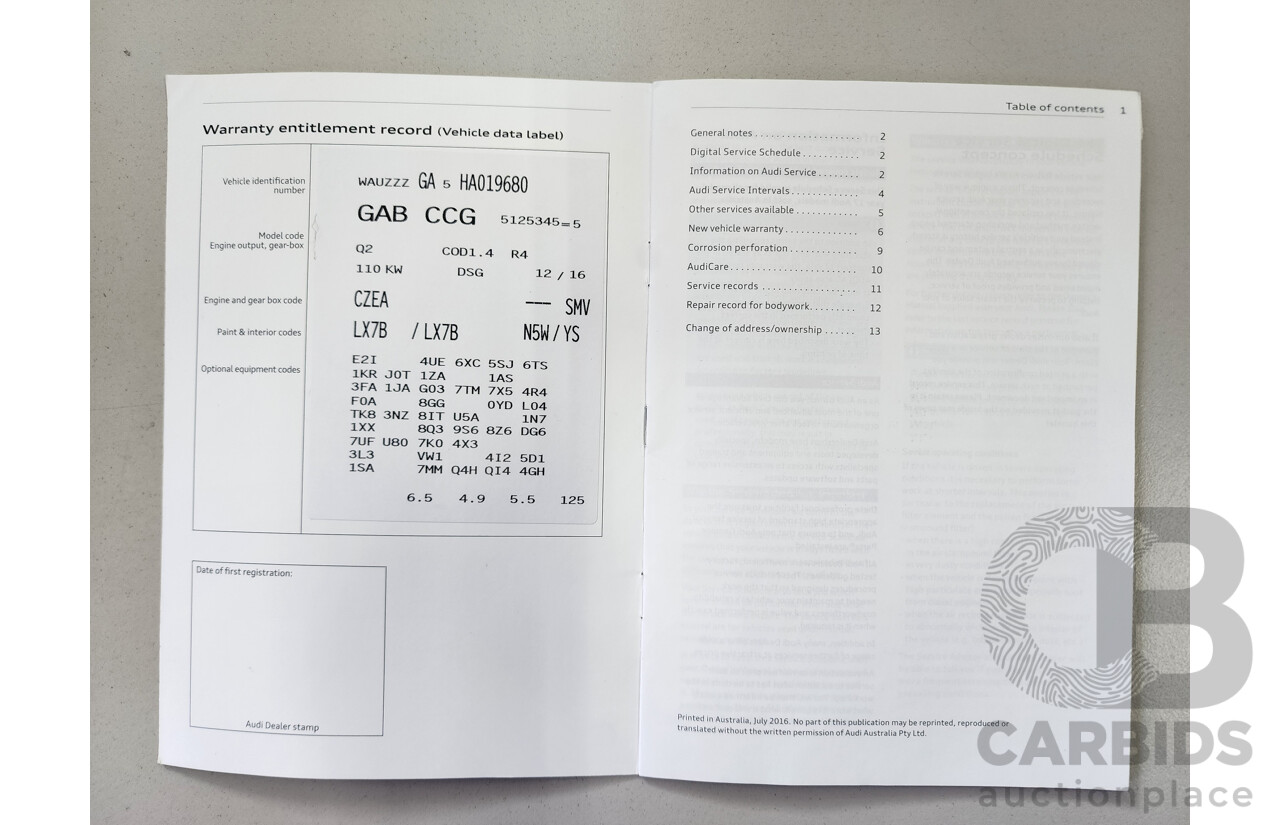 Warranty entitlement record (Vehicle data label)
Vehicle identification number
WAUZZZ GA 5 HA019680
GAB CCG 5125345=5
Model code
Engine output, gear-box
Q2 COD1.4 R4
110 KW DSG 12 / 16
Engine and gear box code
CZEA --- SMV
Paint & interior codes
LX7B / LX7B N5W / YS
Optional equipment codes
E2I 4UE 6XC 5SJ 6TS
1KR J0T 1ZA 1AS
3FA 1JA G03 7TM 7X5 4R4
F0A 8GG 0YD L04
TK8 3NZ 8IT U5A 1N7
1XX 8Q3 9S6 8Z6 DG6
7UF U80 7K0 4X3
3L3 VW1 4I2 5D1
1SA 7MM Q4H QI4 4GH
6.5 4.9 5.5 125
Date of first registration:
Audi Dealer stamp
Table of contents 1
General notes . . . . . . . . . . . . . . . . . . . . 2
Digital Service Schedule . . . . . . . . . . . 2
Information on Audi Service . . . . . . . . 2
Audi Service Intervals . . . . . . . . . . . . . 4
Other services available . . . . . . . . . . . . 5
New vehicle warranty . . . . . . . . . . . . . . 6
Corrosion perforation . . . . . . . . . . . . . 9
AudiCare . . . . . . . . . . . . . . . . . . . . . . . . 10
Service records . . . . . . . . . . . . . . . . . . 11
Repair record for bodywork. . . . . . . . . 12
Change of address/ownership . . . . . . 13
Printed in Australia, July 2016. No part of this publication may be reprinted, reproduced or
translated without the written permission of Audi Australia Pty Ltd.
CARBIDS
auctionplace